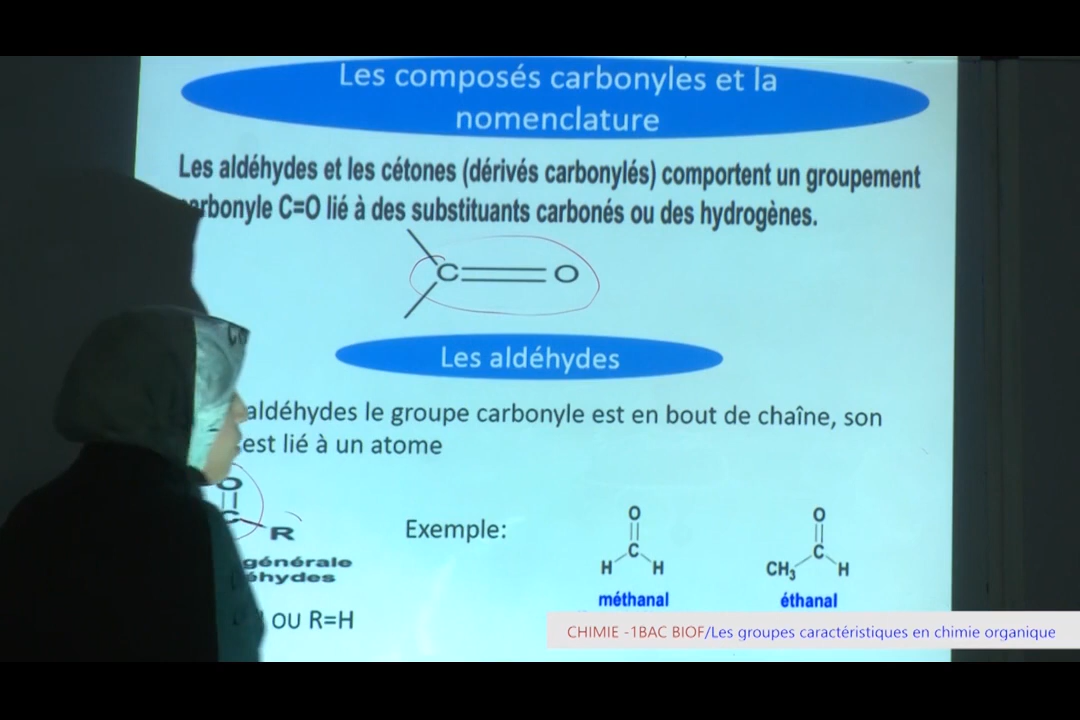 Les composés carbonyles et la
nomenclature
Les aldéhydes et les cétones (dérivés carbonylés) comportent un groupement
carbonyle C=O lié à des substituants carbonés ou des hydrogènes.
C O
Les aldéhydes
aldéhydes le groupe carbonyle est en bout de chaîne, son
est lié à un atome
O
C
R
générale
Exemple:
OU R=H
O
C
H H
méthanal
O
C
CH3 H
éthanal
CHIMIE -1BAC BIOF/Les groupes caractéristiques en chimie organique